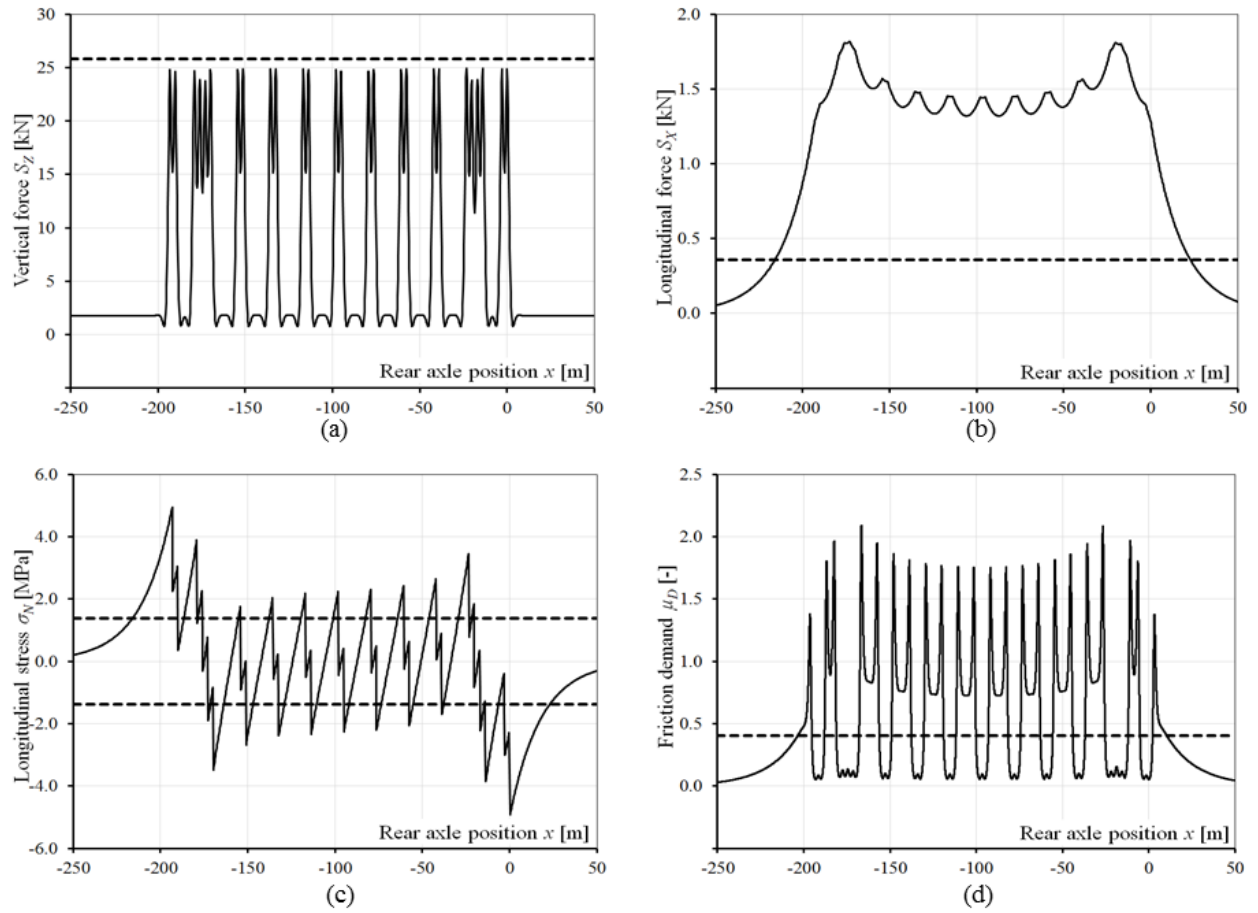 Vertical force S_Z [kN]
30
25
20
15
10
5
0
Rear axle position x [m]
-250 -200 -150 -100 -50 0 50
(a)
Longitudinal force S_X [kN]
2.0
1.5
1.0
0.5
0.0
Rear axle position x [m]
-250 -200 -150 -100 -50 0 50
(b)
Longitudinal stress σ_N [MPa]
6.0
4.0
2.0
0.0
-2.0
-4.0
-6.0
Rear axle position x [m]
-250 -200 -150 -100 -50 0 50
(c)
Friction demand μ_D [-]
2.5
2.0
1.5
1.0
0.5
0.0
Rear axle position x [m]
-250 -200 -150 -100 -50 0 50
(d)